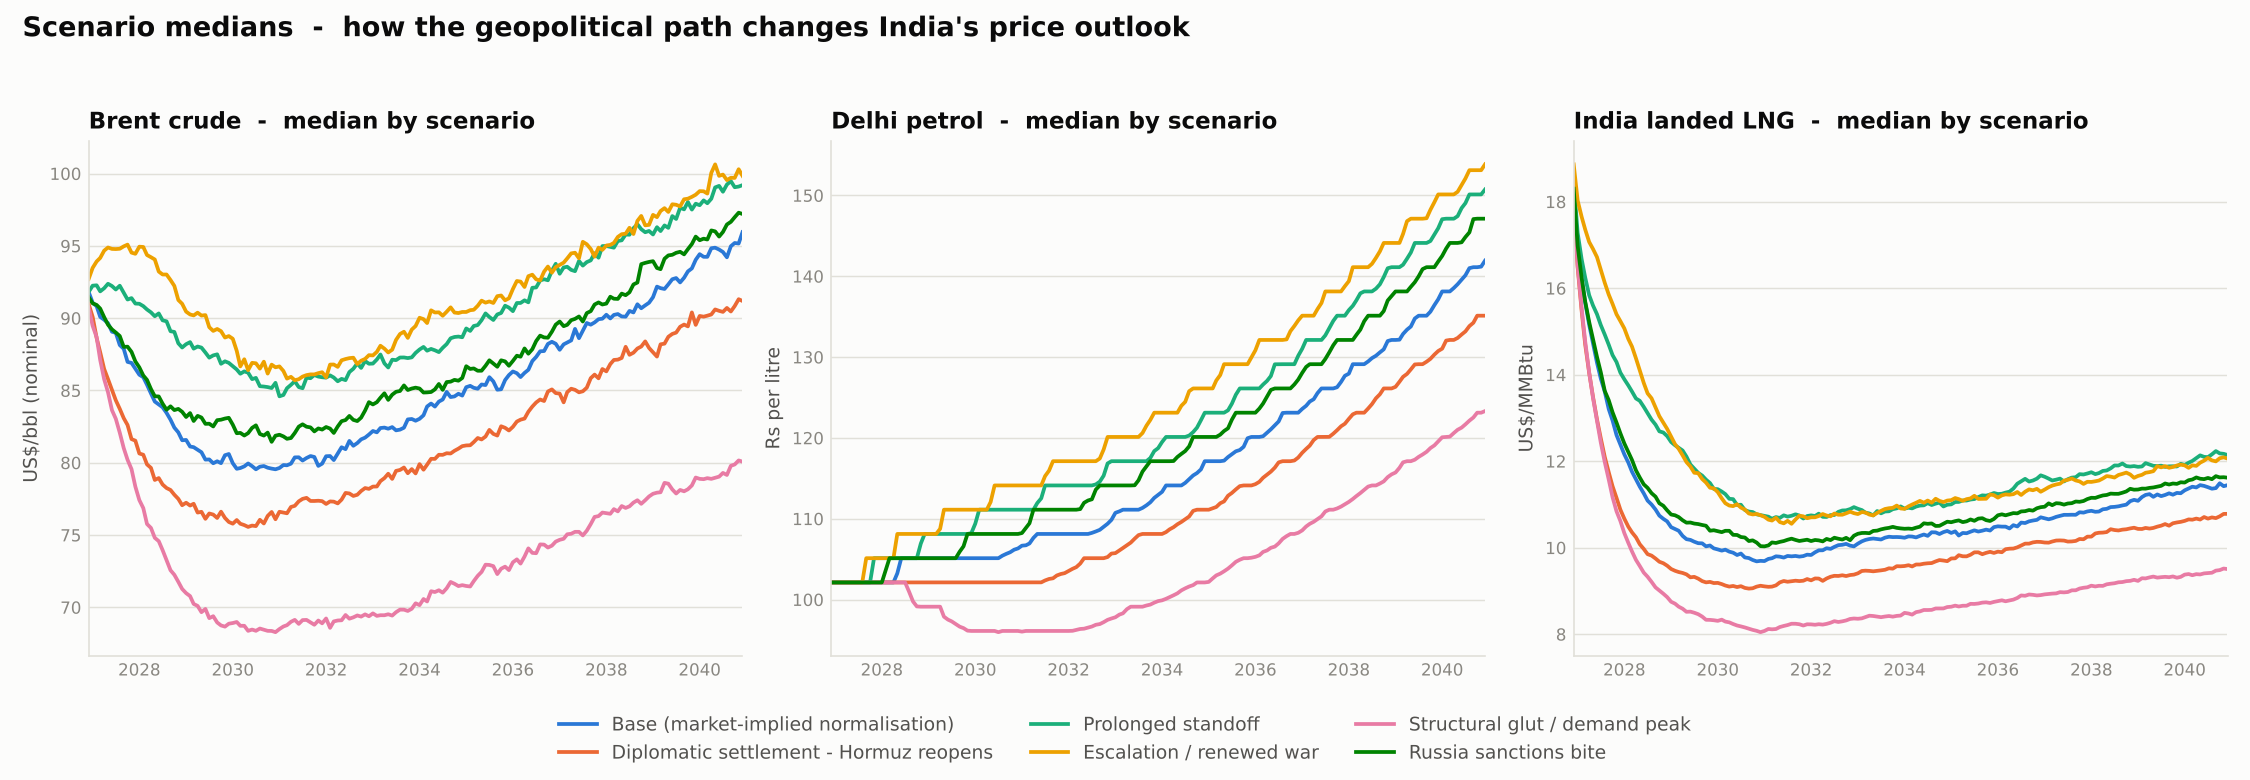 Scenario medians  -  how the geopolitical path changes India's price outlook
Brent crude  -  median by scenario
US$/bbl (nominal)
100
95
90
85
80
75
70
2028 2030 2032 2034 2036 2038 2040
Delhi petrol  -  median by scenario
Rs per litre
150
140
130
120
110
100
2028 2030 2032 2034 2036 2038 2040
India landed LNG  -  median by scenario
US$/MMBtu
18
16
14
12
10
8
2028 2030 2032 2034 2036 2038 2040
Base (market-implied normalisation)
Diplomatic settlement - Hormuz reopens
Prolonged standoff
Escalation / renewed war
Structural glut / demand peak
Russia sanctions bite